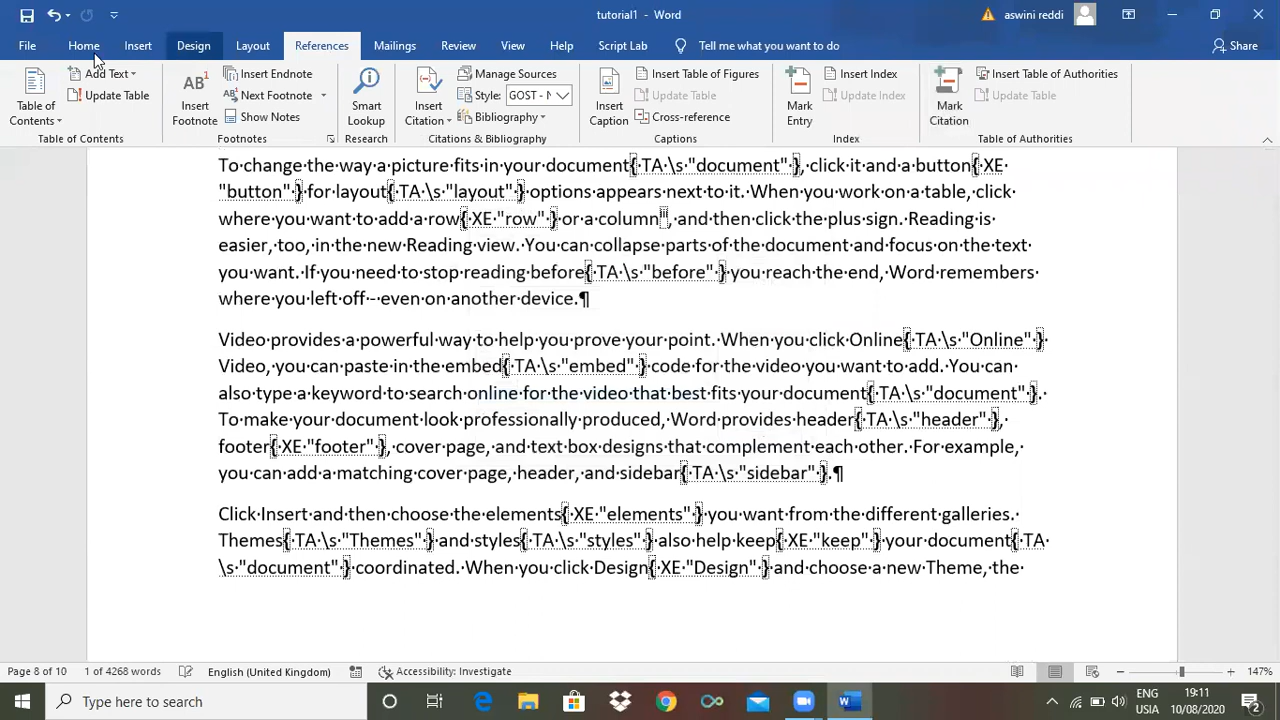 tutorial1 - Word
aswini reddi
File Home Insert Design Layout References Mailings Review View Help Script Lab Tell me what you want to do Share
Table of Contents
Add Text
Update Table
Table of Contents
AB1
Insert Footnote
Insert Endnote
Next Footnote
Show Notes
Footnotes
Smart Lookup
Research
Insert Citation
Manage Sources
Style: GOST - N
Bibliography
Citations & Bibliography
Insert Caption
Insert Table of Figures
Update Table
Cross-reference
Captions
Mark Entry
Insert Index
Update Index
Index
Mark Citation
Insert Table of Authorities
Update Table
Table of Authorities
To·change·the·way·a·picture·fits·in·your·document{·TA·\s·"document"·},·click·it·and·a·button{·XE·
"button"·}·for·layout{·TA·\s·"layout"·}·options·appears·next·to·it.·When·you·work·on·a·table,·click·
where·you·want·to·add·a·row{·XE·"row"·}·or·a·column,·and·then·click·the·plus·sign.·Reading·is·
easier,·too,·in·the·new·Reading·view.·You·can·collapse·parts·of·the·document·and·focus·on·the·text·
you·want.·If·you·need·to·stop·reading·before{·TA·\s·"before"·}·you·reach·the·end,·Word·remembers·
where·you·left·off·-·even·on·another·device.¶
Video·provides·a·powerful·way·to·help·you·prove·your·point.·When·you·click·Online{·TA·\s·"Online"·}·
Video,·you·can·paste·in·the·embed{·TA·\s·"embed"·}·code·for·the·video·you·want·to·add.·You·can·
also·type·a·keyword·to·search·online·for·the·video·that·best·fits·your·document{·TA·\s·"document"·}.·
To·make·your·document·look·professionally·produced,·Word·provides·header{·TA·\s·"header"·},·
footer{·XE·"footer"·},·cover·page,·and·text·box·designs·that·complement·each·other.·For·example,·
you·can·add·a·matching·cover·page,·header,·and·sidebar{·TA·\s·"sidebar"·}.¶
Click·Insert·and·then·choose·the·elements{·XE·"elements"·}·you·want·from·the·different·galleries.·
Themes{·TA·\s·"Themes"·}·and·styles{·TA·\s·"styles"·}·also·help·keep{·XE·"keep"·}·your·document{·TA·
\s·"document"·}·coordinated.·When·you·click·Design{·XE·"Design"·}·and·choose·a·new·Theme,·the·
Page 8 of 10 1 of 4268 words English (United Kingdom) Accessibility: Investigate 147%
Type here to search
ENG
USIA
19:11
10/08/2020
2